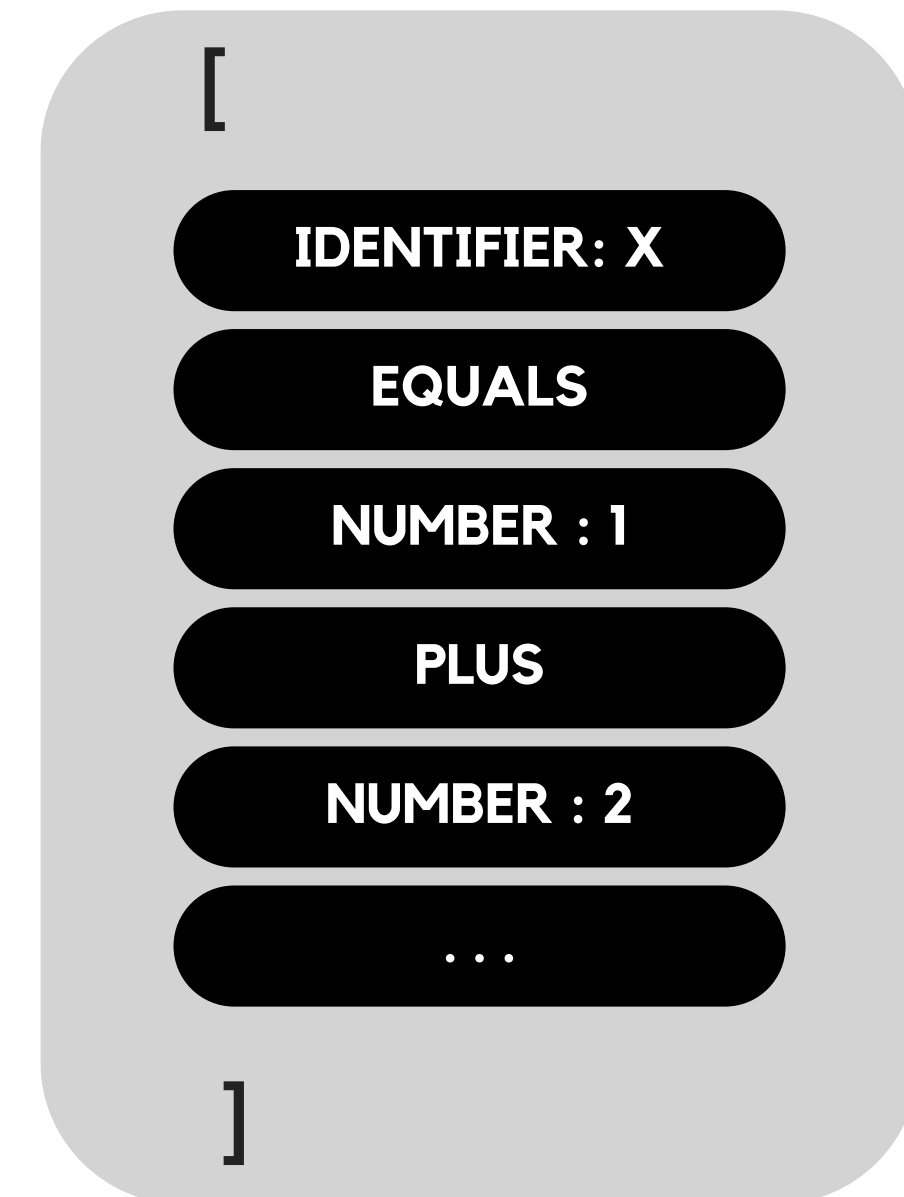 [
IDENTIFIER: X
EQUALS
NUMBER : 1
PLUS
NUMBER : 2
...
]